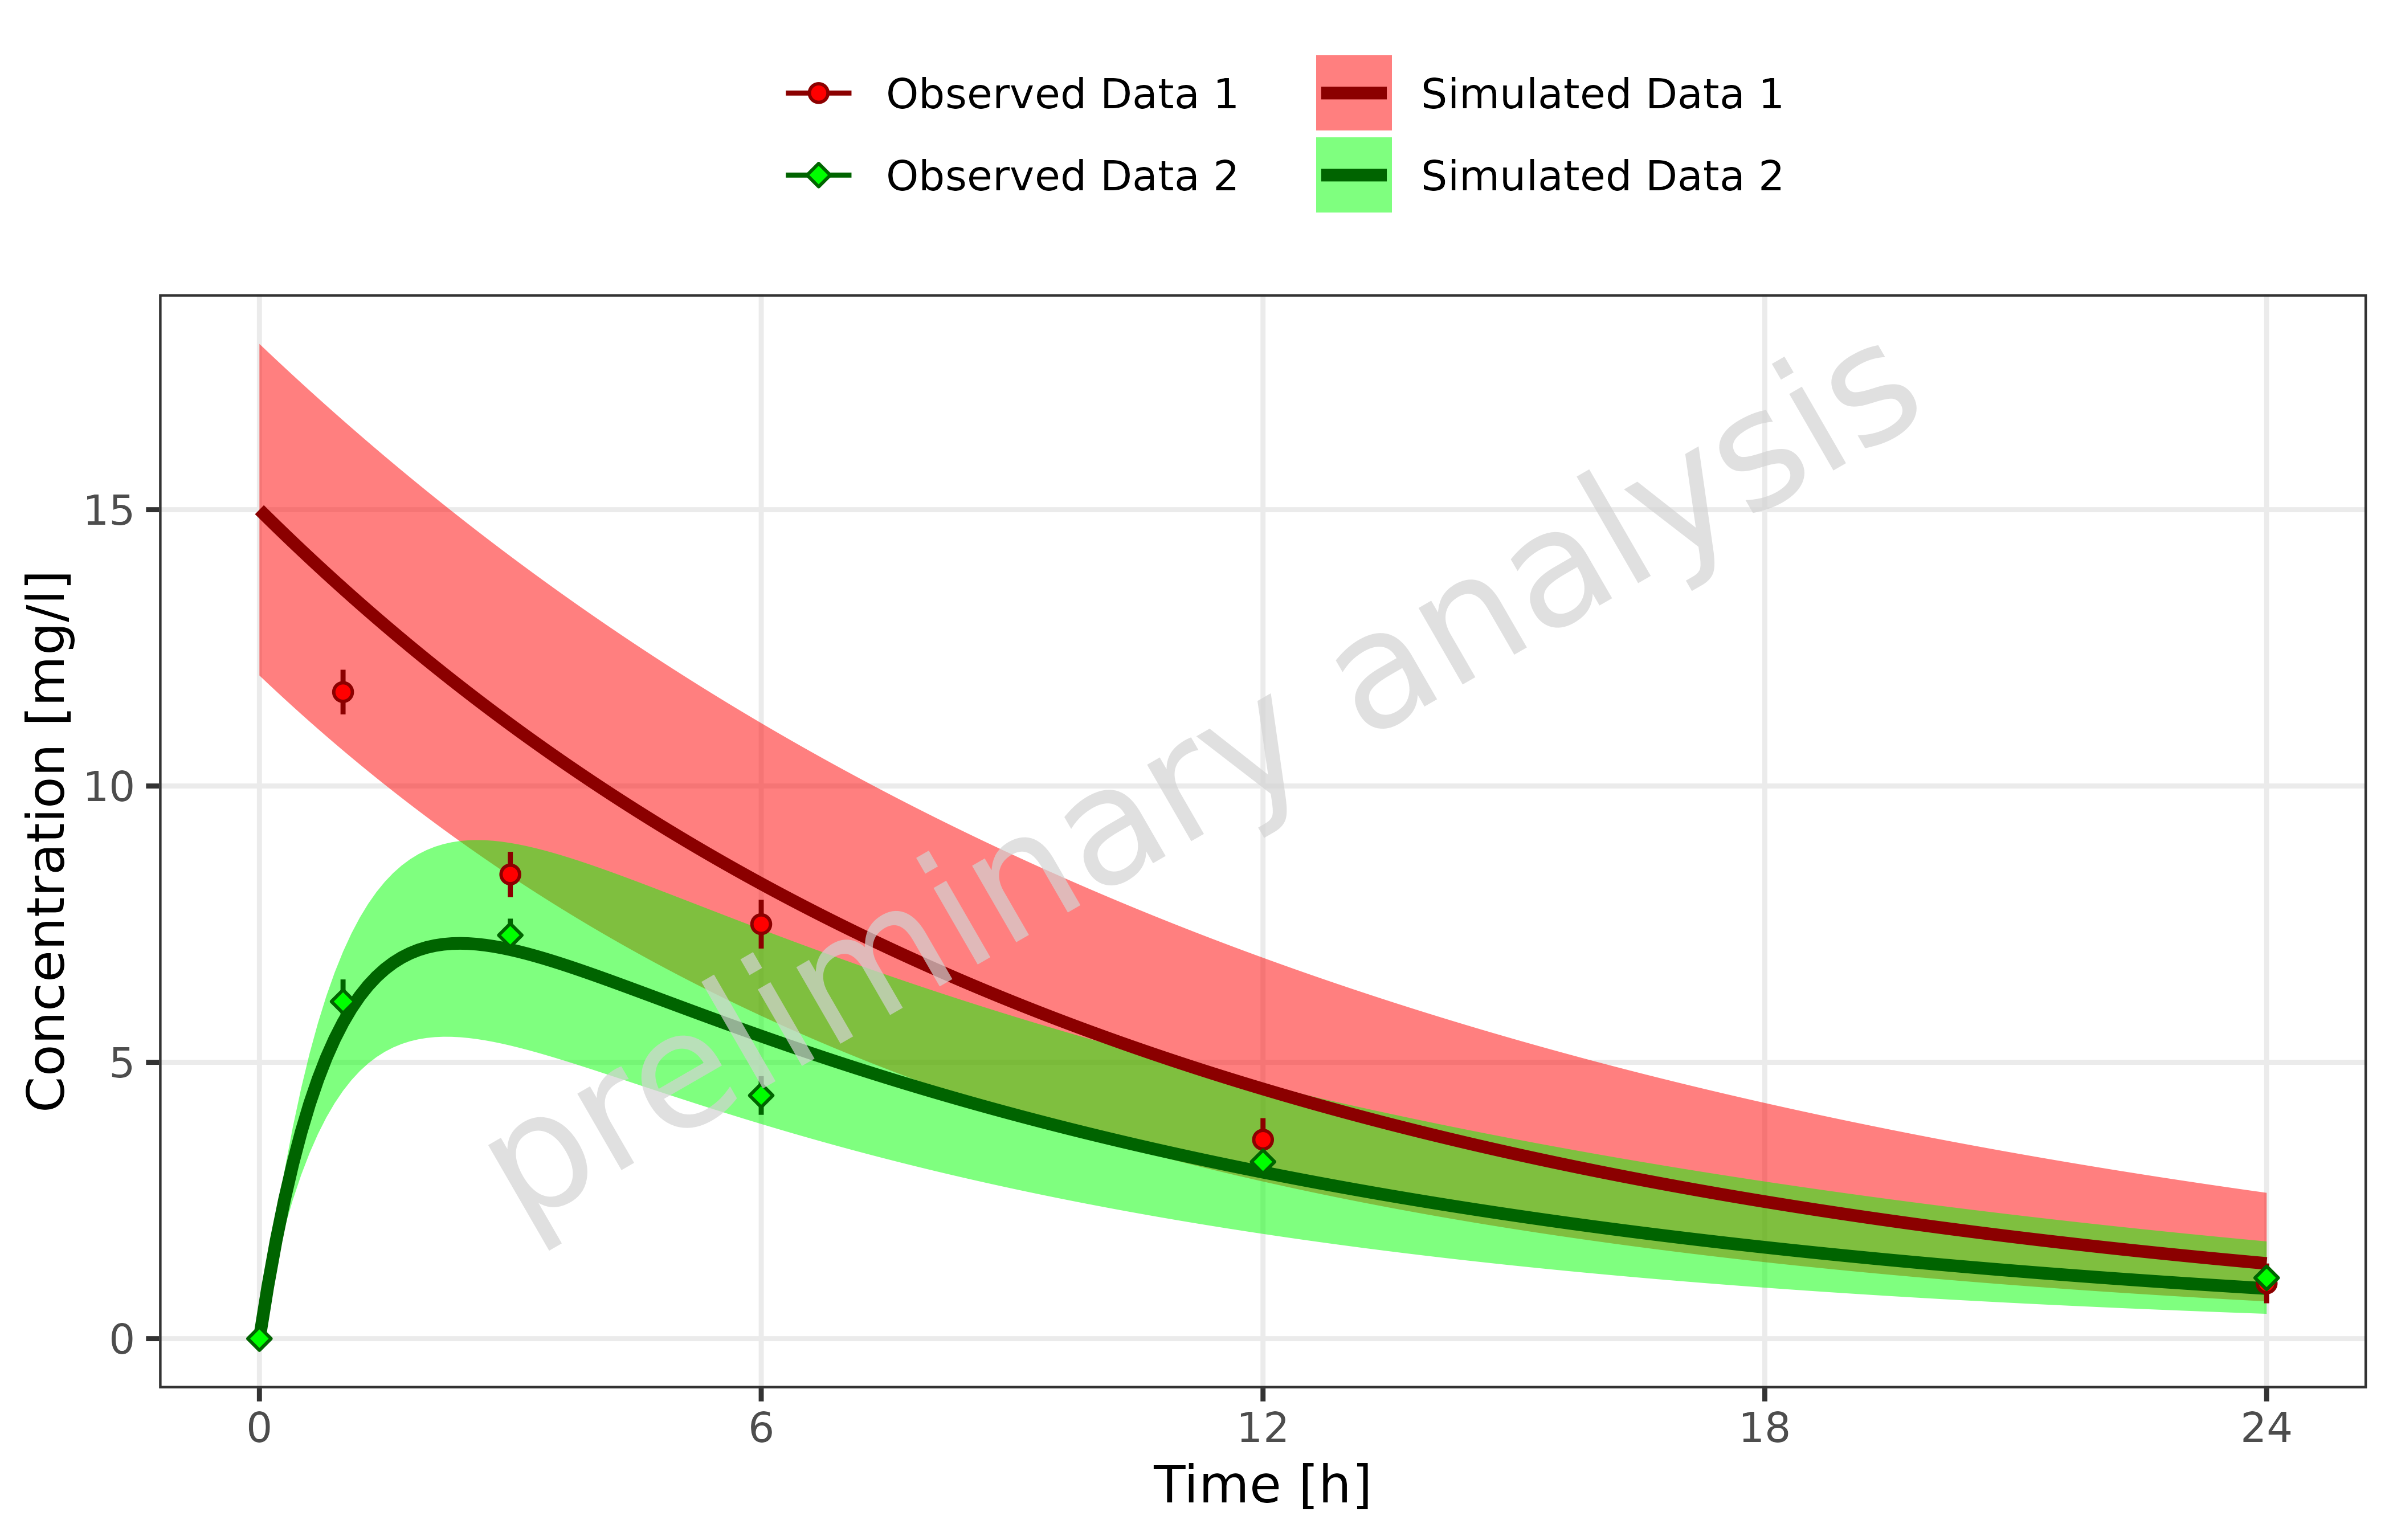 Observed Data 1
Simulated Data 1
Observed Data 2
Simulated Data 2
Concentration [mg/l]
15
10
5
0
preliminary analysis
0
6
12
18
24
Time [h]